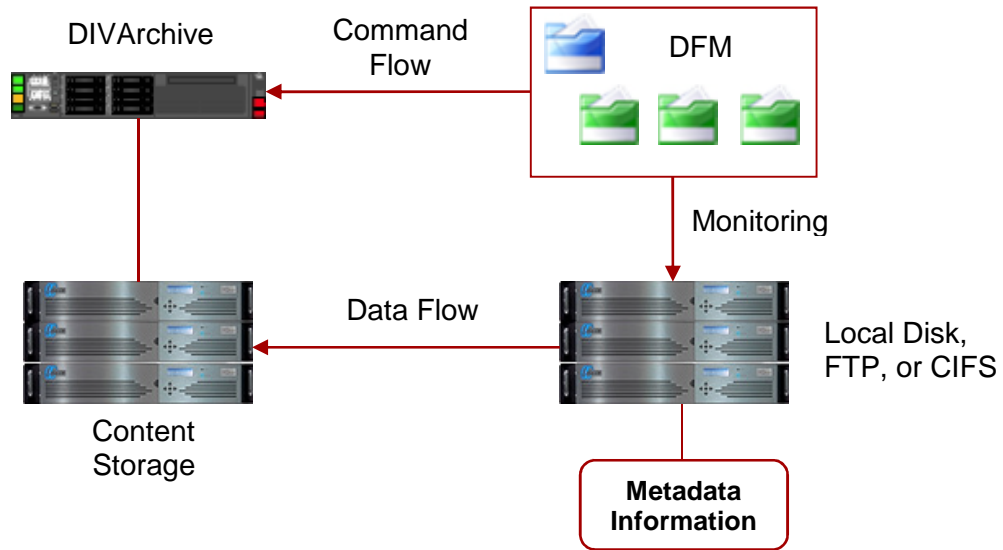 DIVArchive
Command
Flow
DFM
Monitoring
Data Flow
Local Disk,
FTP, or CIFS
Content
Storage
Metadata
Information